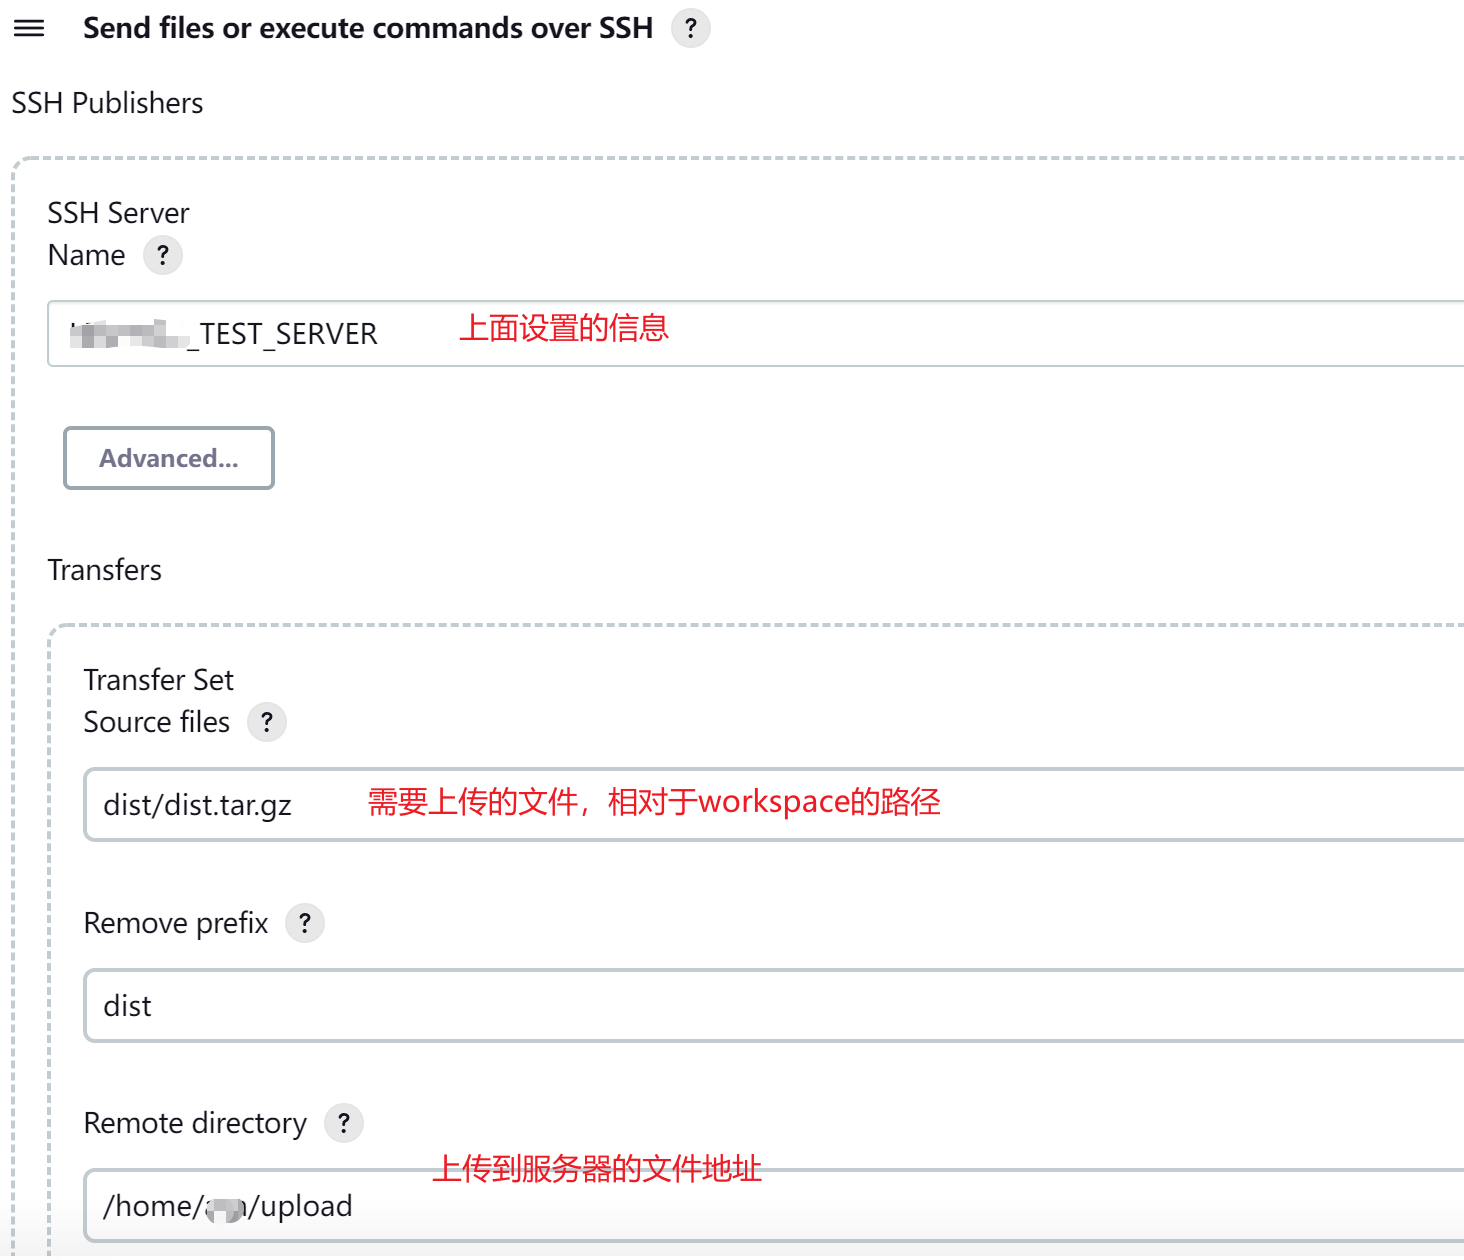 Send files or execute commands over SSH ?
SSH Publishers
SSH Server
Name ?
_TEST_SERVER 上面设置的信息
Advanced...
Transfers
Transfer Set
Source files ?
dist/dist.tar.gz 需要上传的文件，相对于workspace的路径
Remove prefix ?
dist
Remote directory ?
上传到服务器的文件地址
/home/ /upload